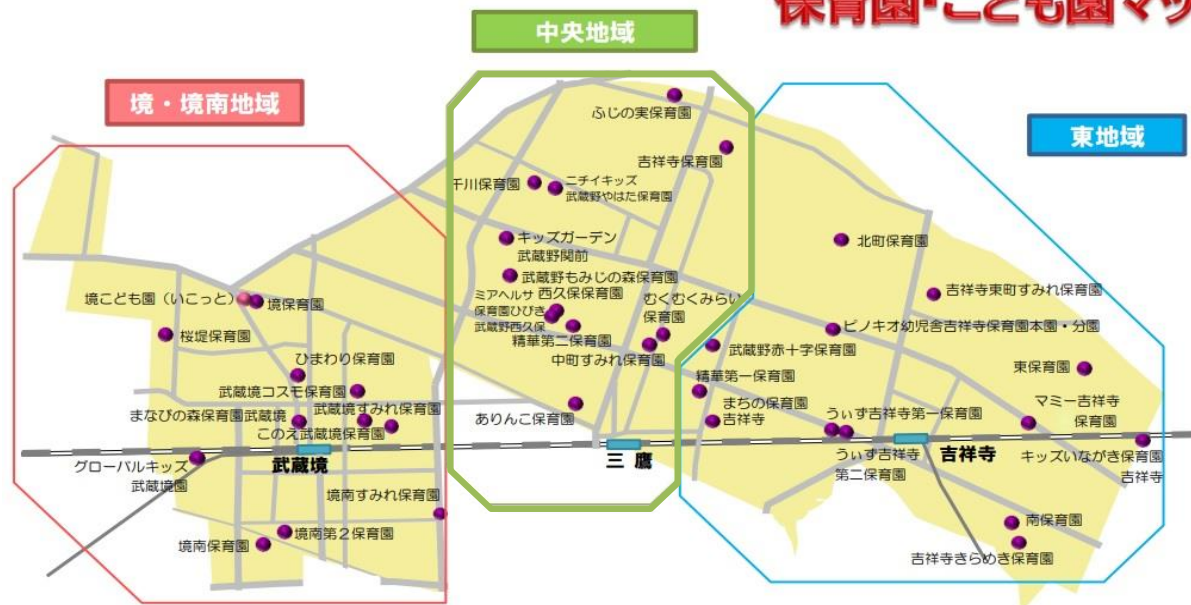 保育園・こども園マッ
中央地域
境・境南地域
東地域
ふじの実保育園
吉祥寺保育園
千川保育園
ニチイキッズ
武蔵野やはた保育園
キッズガーデン
武蔵野関前
北町保育園
武蔵野もみじの森保育園
吉祥寺東町すみれ保育園
境こども園（いこっと）
境保育園
ミアヘルサ
保育園ひびき
武蔵野西久保
西久保保育園
むくむくみらい
保育園
桜堤保育園
精華第二保育園
中町すみれ保育園
ピノキオ幼児舎吉祥寺保育園本園・分園
武蔵野赤十字保育園
ひまわり保育園
東保育園
武蔵境コスモ保育園
精華第一保育園
まなびの森保育園武蔵境
武蔵境すみれ保育園
このえ武蔵境保育園
ありんこ保育園
まちの保育園
吉祥寺
うぃず吉祥寺第一保育園
マミー吉祥寺
保育園
グローバルキッズ
武蔵境園
武蔵境
三鷹
うぃず吉祥寺
第二保育園
吉祥寺
キッズいながき保育園
吉祥寺
境南すみれ保育園
境南第２保育園
境南保育園
南保育園
吉祥寺きらめき保育園